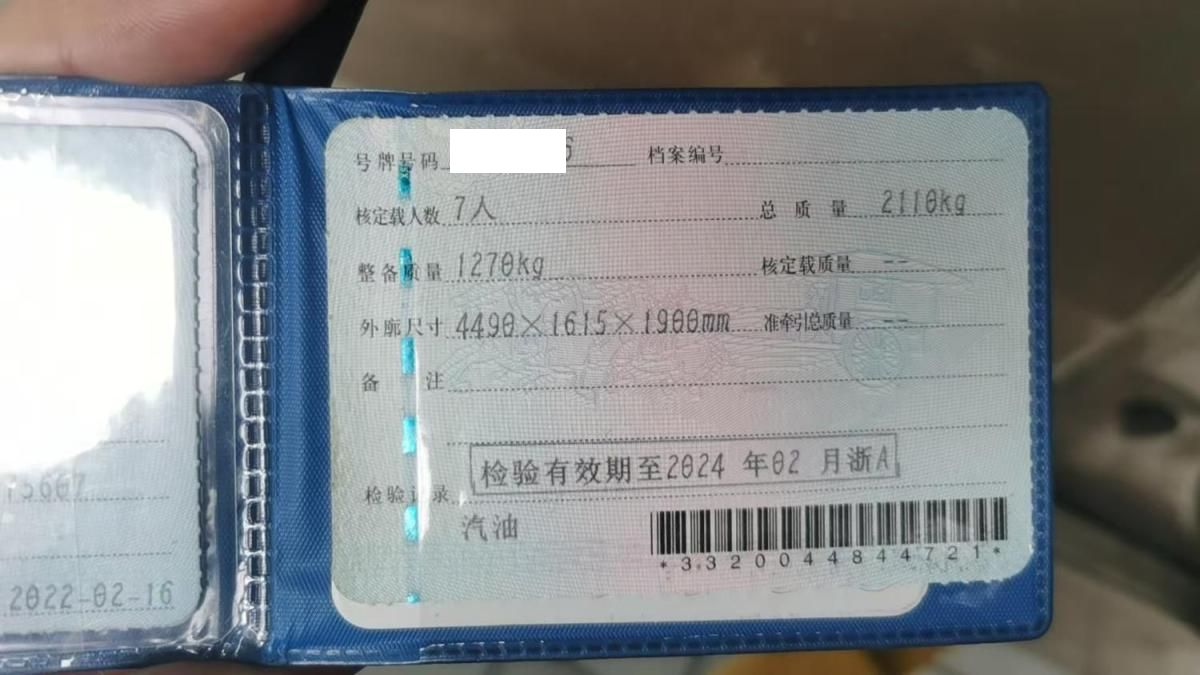 号牌号码 6 档案编号
核定载人数 7人 总质量 2110kg
整备质量 1270kg 核定载质量 --
外廓尺寸 4490×1615×1900mm 准牵引总质量 --
备注
检验有效期至2024年02月浙A
检验记录
汽油
*3320044844721*
2022-02-16